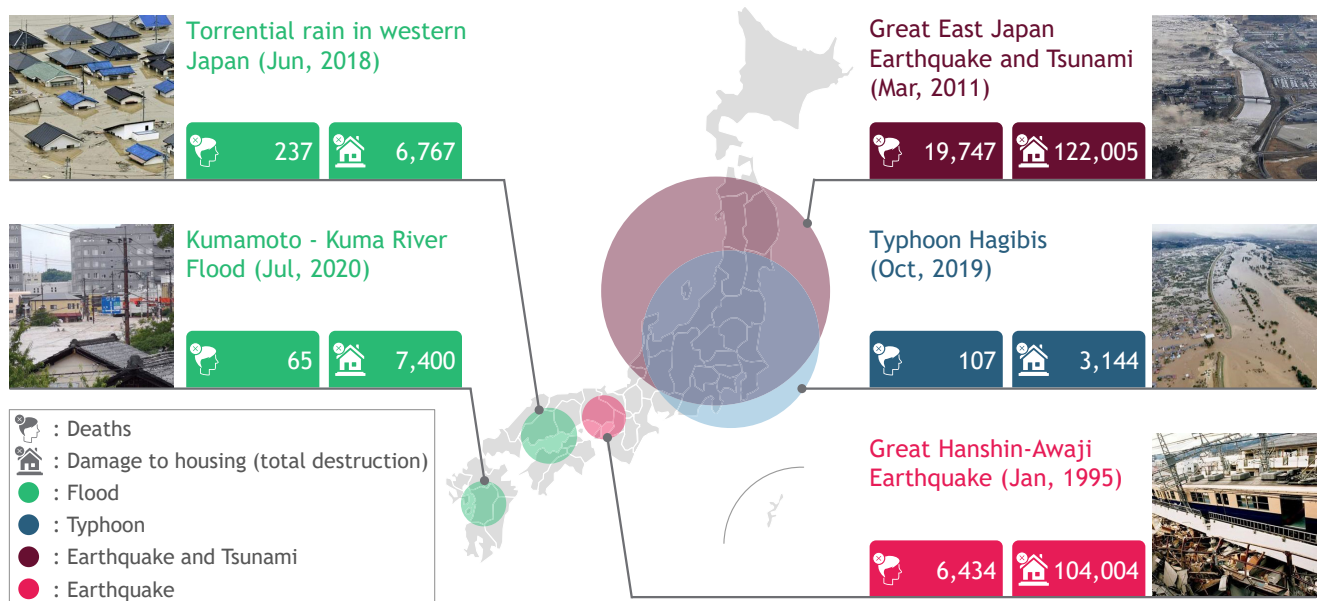 Torrential rain in western
Japan (Jun, 2018)
237
6,767
Kumamoto - Kuma River
Flood (Jul, 2020)
65
7,400
: Deaths
: Damage to housing (total destruction)
: Flood
: Typhoon
: Earthquake and Tsunami
: Earthquake
Great East Japan
Earthquake and Tsunami
(Mar, 2011)
19,747
122,005
Typhoon Hagibis
(Oct, 2019)
107
3,144
Great Hanshin-Awaji
Earthquake (Jan, 1995)
6,434
104,004